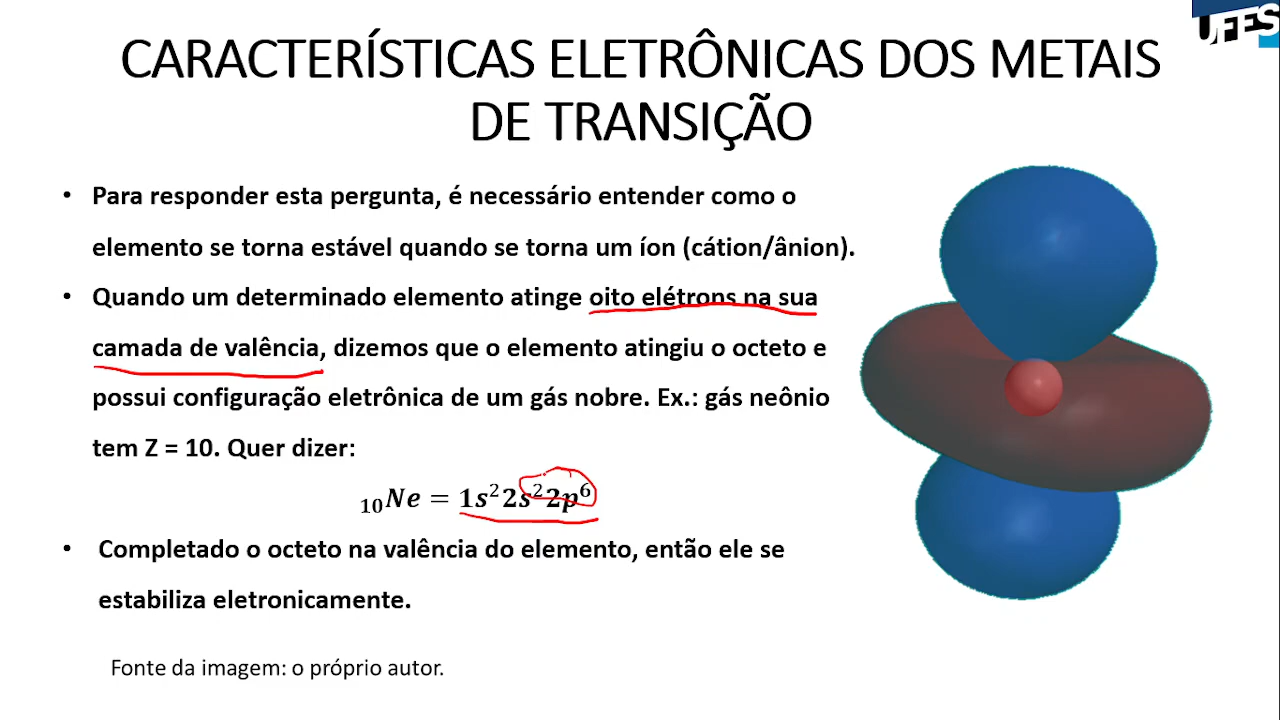 UFES
CARACTERÍSTICAS ELETRÔNICAS DOS METAIS
DE TRANSIÇÃO
• Para responder esta pergunta, é necessário entender como o
elemento se torna estável quando se torna um íon (cátion/ânion).
• Quando um determinado elemento atinge oito elétrons na sua
camada de valência, dizemos que o elemento atingiu o octeto e
possui configuração eletrônica de um gás nobre. Ex.: gás neônio
tem Z = 10. Quer dizer:
₁₀Ne = 1s²2s²2p⁶
• Completado o octeto na valência do elemento, então ele se
estabiliza eletronicamente.
Fonte da imagem: o próprio autor.